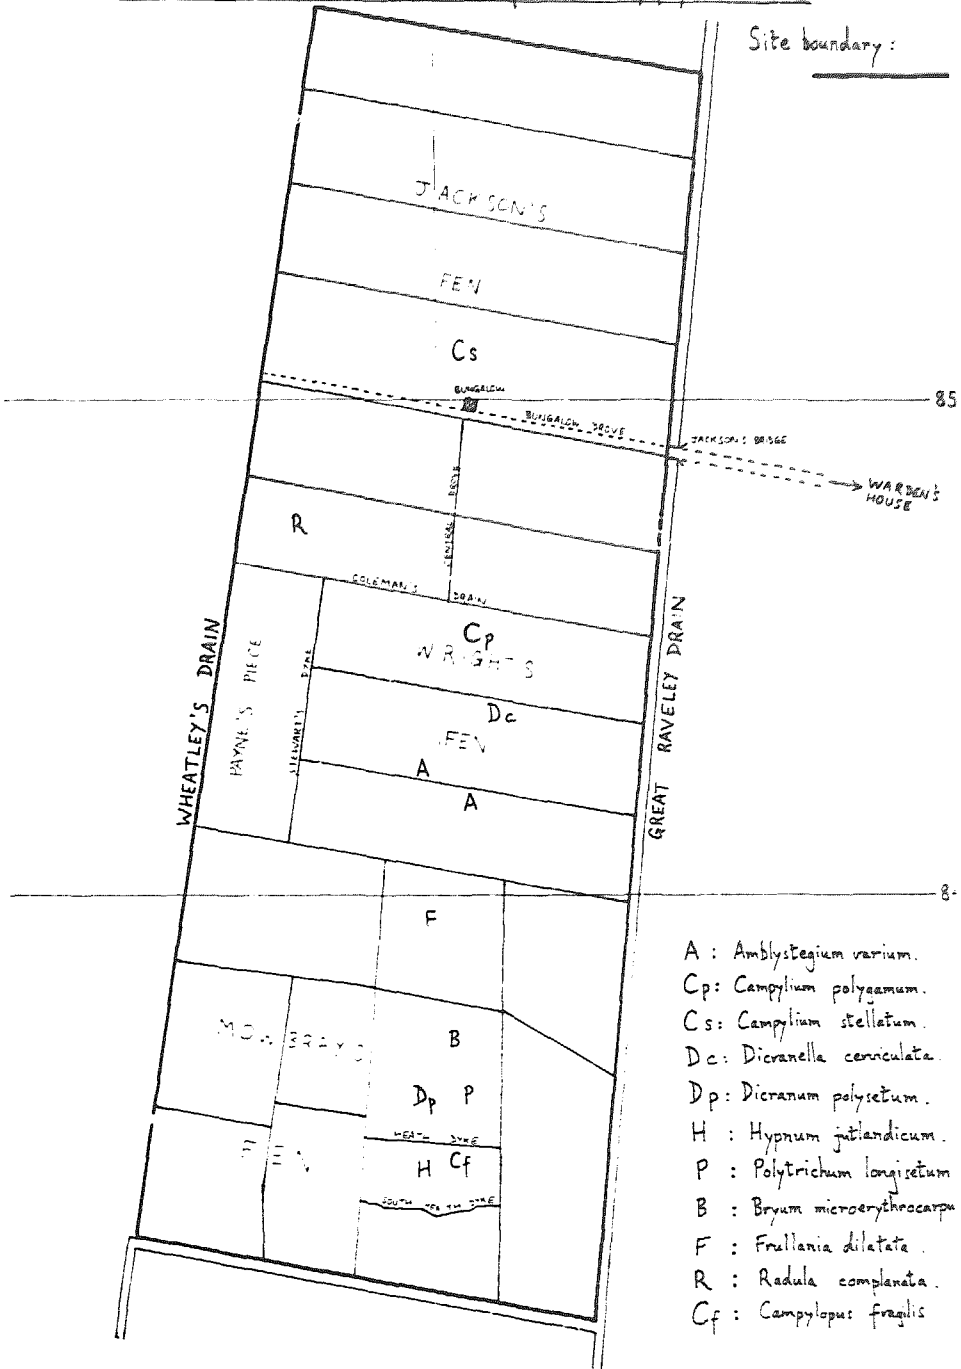 Site boundary :
JACKSON'S
FEN
Cs
BUNGALOW
85
BUNGALOW DROVE
JACKSON'S BRIDGE
WARDEN'S
HOUSE
CENTRAL DROVE
R
COLEMAN'S DRAIN
Cp
WRIGHT'S
WHEATLEY'S DRAIN
PAYNE'S PIECE
STEWART'S DYKE
GREAT RAVELEY DRAIN
Dc
FEN
A
A
8
F
MOWBRAY'S
B
Dp P
HEATH DYKE
FEN
H Cf
SOUTH HEATH DYKE
A : Amblystegium varium.
Cp : Campylium polygamum.
Cs : Campylium stellatum.
Dc : Dicranella cerviculata.
Dp : Dicranum polysetum.
H : Hypnum jutlandicum.
P : Polytrichum longisetum
B : Bryum microerythrocarpu
F : Frullania dilatata.
R : Radula complanata.
Cf : Campylopus fragilis